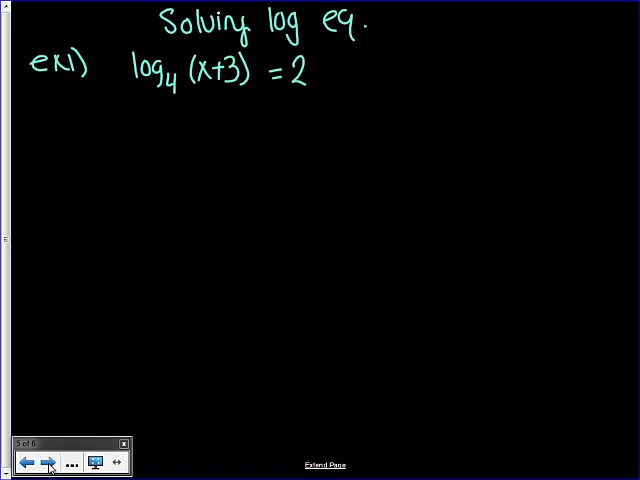 Solving log eq.
ex1) log₄ (x+3) = 2
5 of 6
Extend Page